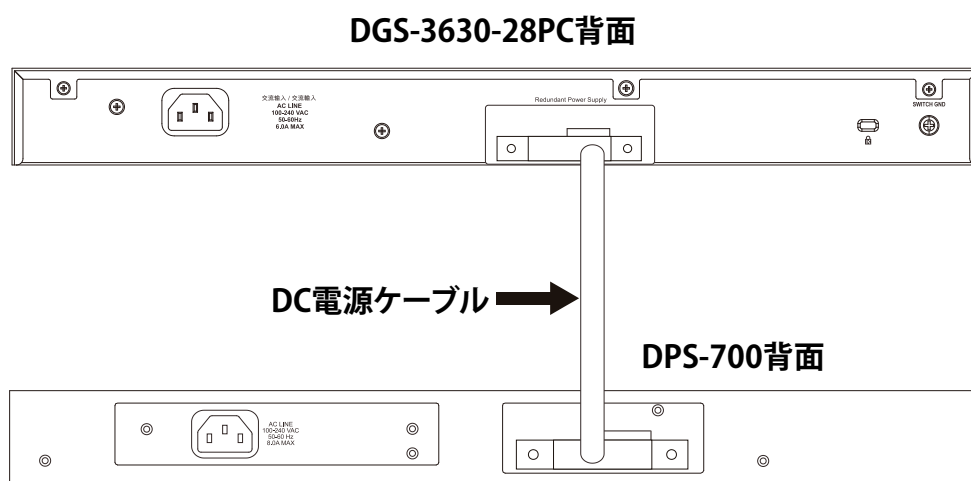 DGS-3630-28PC背面
交流輸入 / 交流输入
AC LINE
100-240 VAC
50-60Hz
6.0A MAX
Redundant Power Supply
SWITCH GND
DC電源ケーブル
DPS-700背面
AC LINE
100-240 VAC
50-60 Hz
8.0A MAX